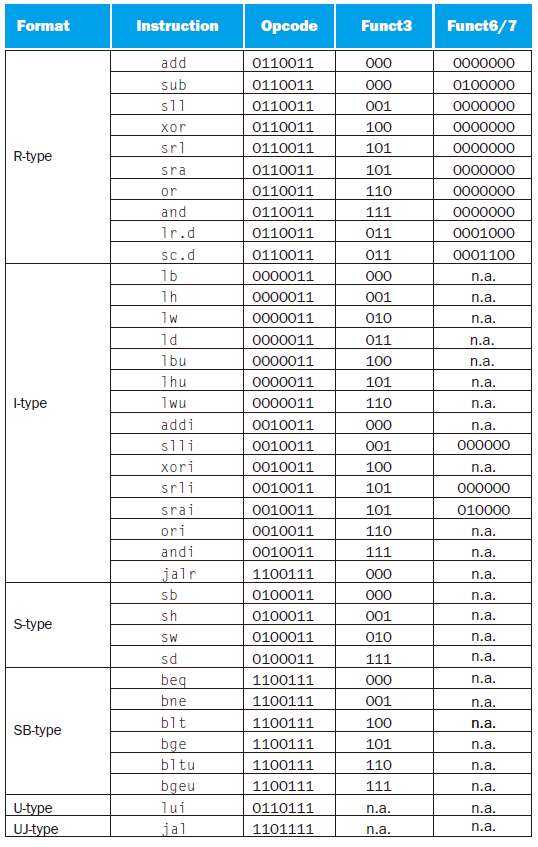 Format Instruction Opcode Funct3 Funct6/7
R-type
add 0110011 000 0000000
sub 0110011 000 0100000
sll 0110011 001 0000000
xor 0110011 100 0000000
srl 0110011 101 0000000
sra 0110011 101 0000000
or 0110011 110 0000000
and 0110011 111 0000000
lr.d 0110011 011 0001000
sc.d 0110011 011 0001100
I-type
lb 0000011 000 n.a.
lh 0000011 001 n.a.
lw 0000011 010 n.a.
ld 0000011 011 n.a.
lbu 0000011 100 n.a.
lhu 0000011 101 n.a.
lwu 0000011 110 n.a.
addi 0010011 000 n.a.
slli 0010011 001 000000
xori 0010011 100 n.a.
srli 0010011 101 000000
srai 0010011 101 010000
ori 0010011 110 n.a.
andi 0010011 111 n.a.
jalr 1100111 000 n.a.
S-type
sb 0100011 000 n.a.
sh 0100011 001 n.a.
sw 0100011 010 n.a.
sd 0100011 111 n.a.
SB-type
beq 1100111 000 n.a.
bne 1100111 001 n.a.
blt 1100111 100 n.a.
bge 1100111 101 n.a.
bltu 1100111 110 n.a.
bgeu 1100111 111 n.a.
U-type lui 0110111 n.a. n.a.
UJ-type jal 1101111 n.a. n.a.